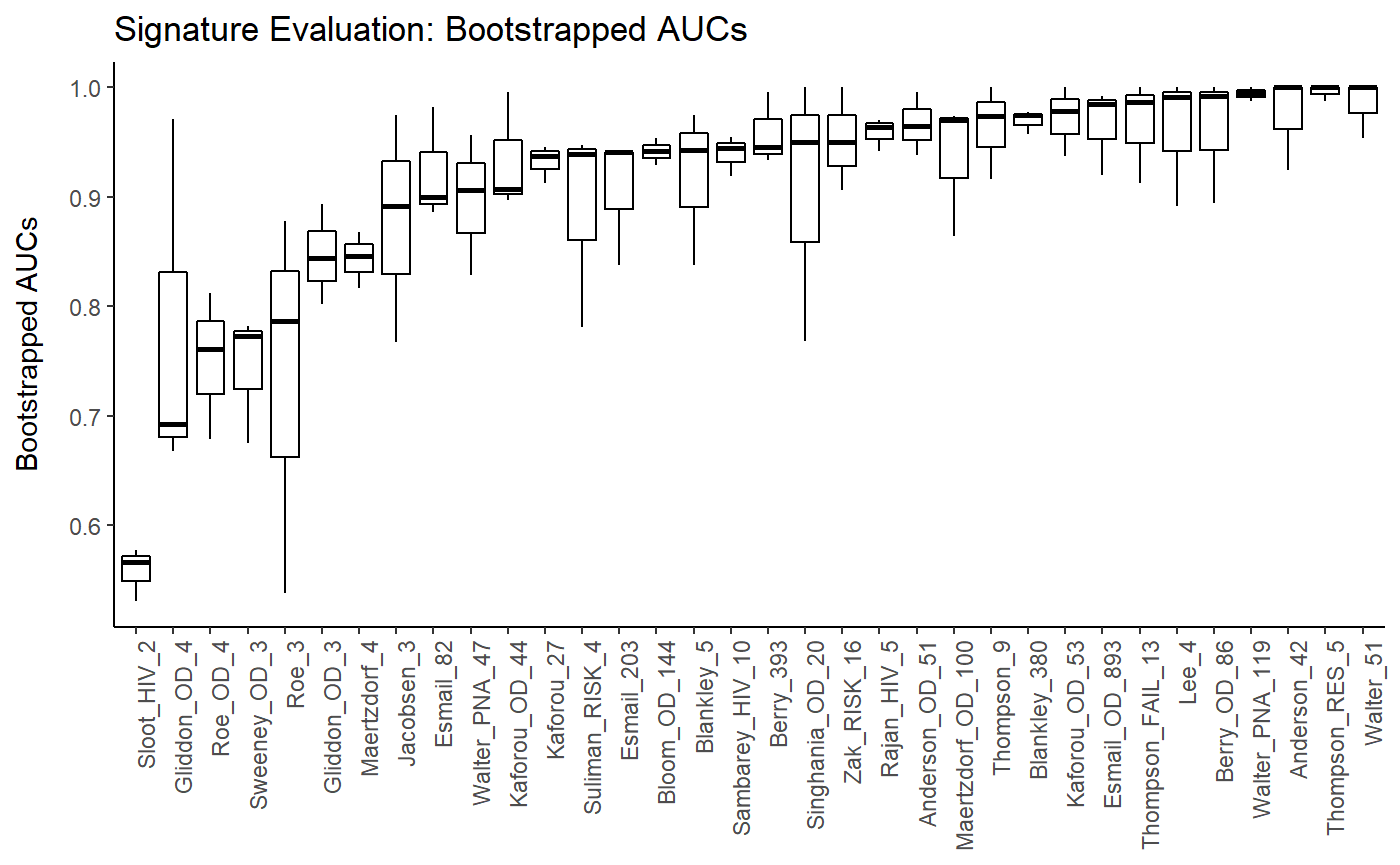 Signature Evaluation: Bootstrapped AUCs
Bootstrapped AUCs
1.0
0.9
0.8
0.7
0.6
Sloot_HIV_2
Gliddon_OD_4
Roe_OD_4
Sweeney_OD_3
Roe_3
Gliddon_OD_3
Maertzdorf_4
Jacobsen_3
Esmail_82
Walter_PNA_47
Kaforou_OD_44
Kaforou_27
Suliman_RISK_4
Esmail_203
Bloom_OD_144
Blankley_5
Sambarey_HIV_10
Berry_393
Singhania_OD_20
Zak_RISK_16
Rajan_HIV_5
Anderson_OD_51
Maertzdorf_OD_100
Thompson_9
Blankley_380
Kaforou_OD_53
Esmail_OD_893
Thompson_FAIL_13
Lee_4
Berry_OD_86
Walter_PNA_119
Anderson_42
Thompson_RES_5
Walter_51